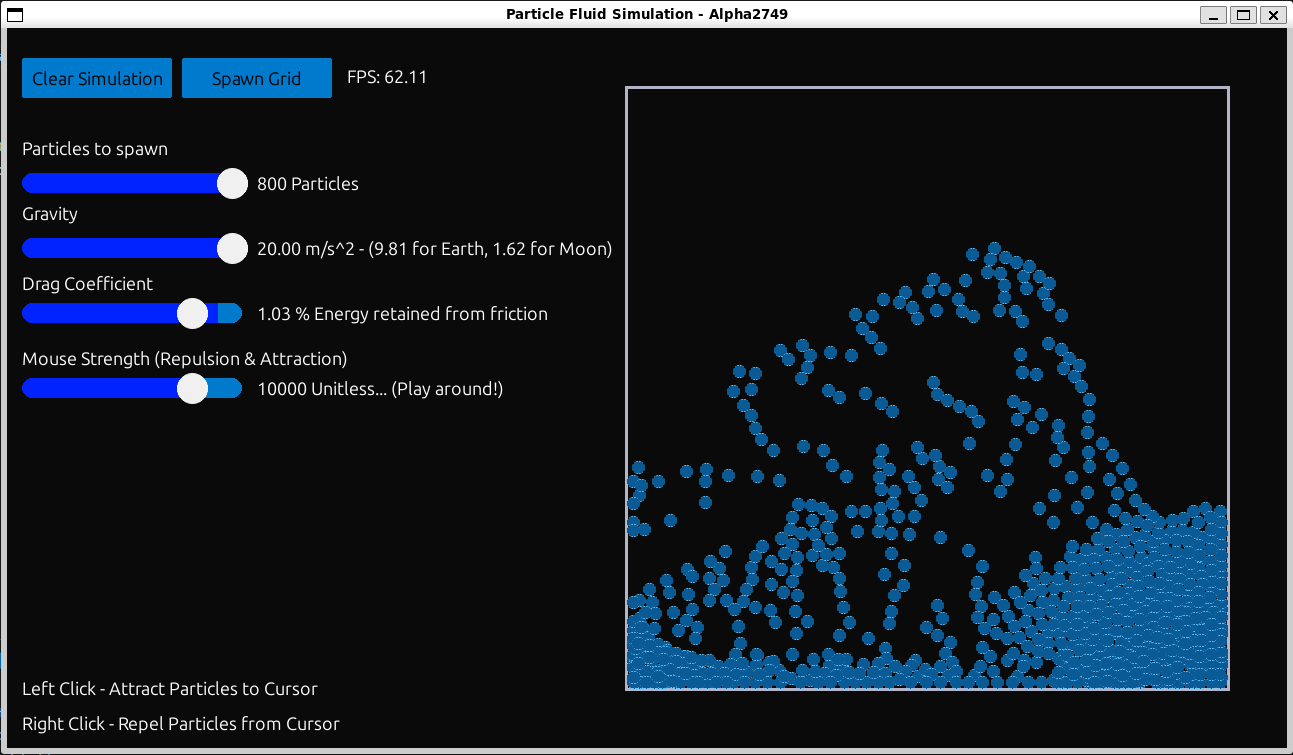 Particle Fluid Simulation - Alpha2749
Clear Simulation
Spawn Grid
FPS: 62.11
Particles to spawn
800 Particles
Gravity
20.00 m/s^2 - (9.81 for Earth, 1.62 for Moon)
Drag Coefficient
1.03 % Energy retained from friction
Mouse Strength (Repulsion & Attraction)
10000 Unitless... (Play around!)
Left Click - Attract Particles to Cursor
Right Click - Repel Particles from Cursor